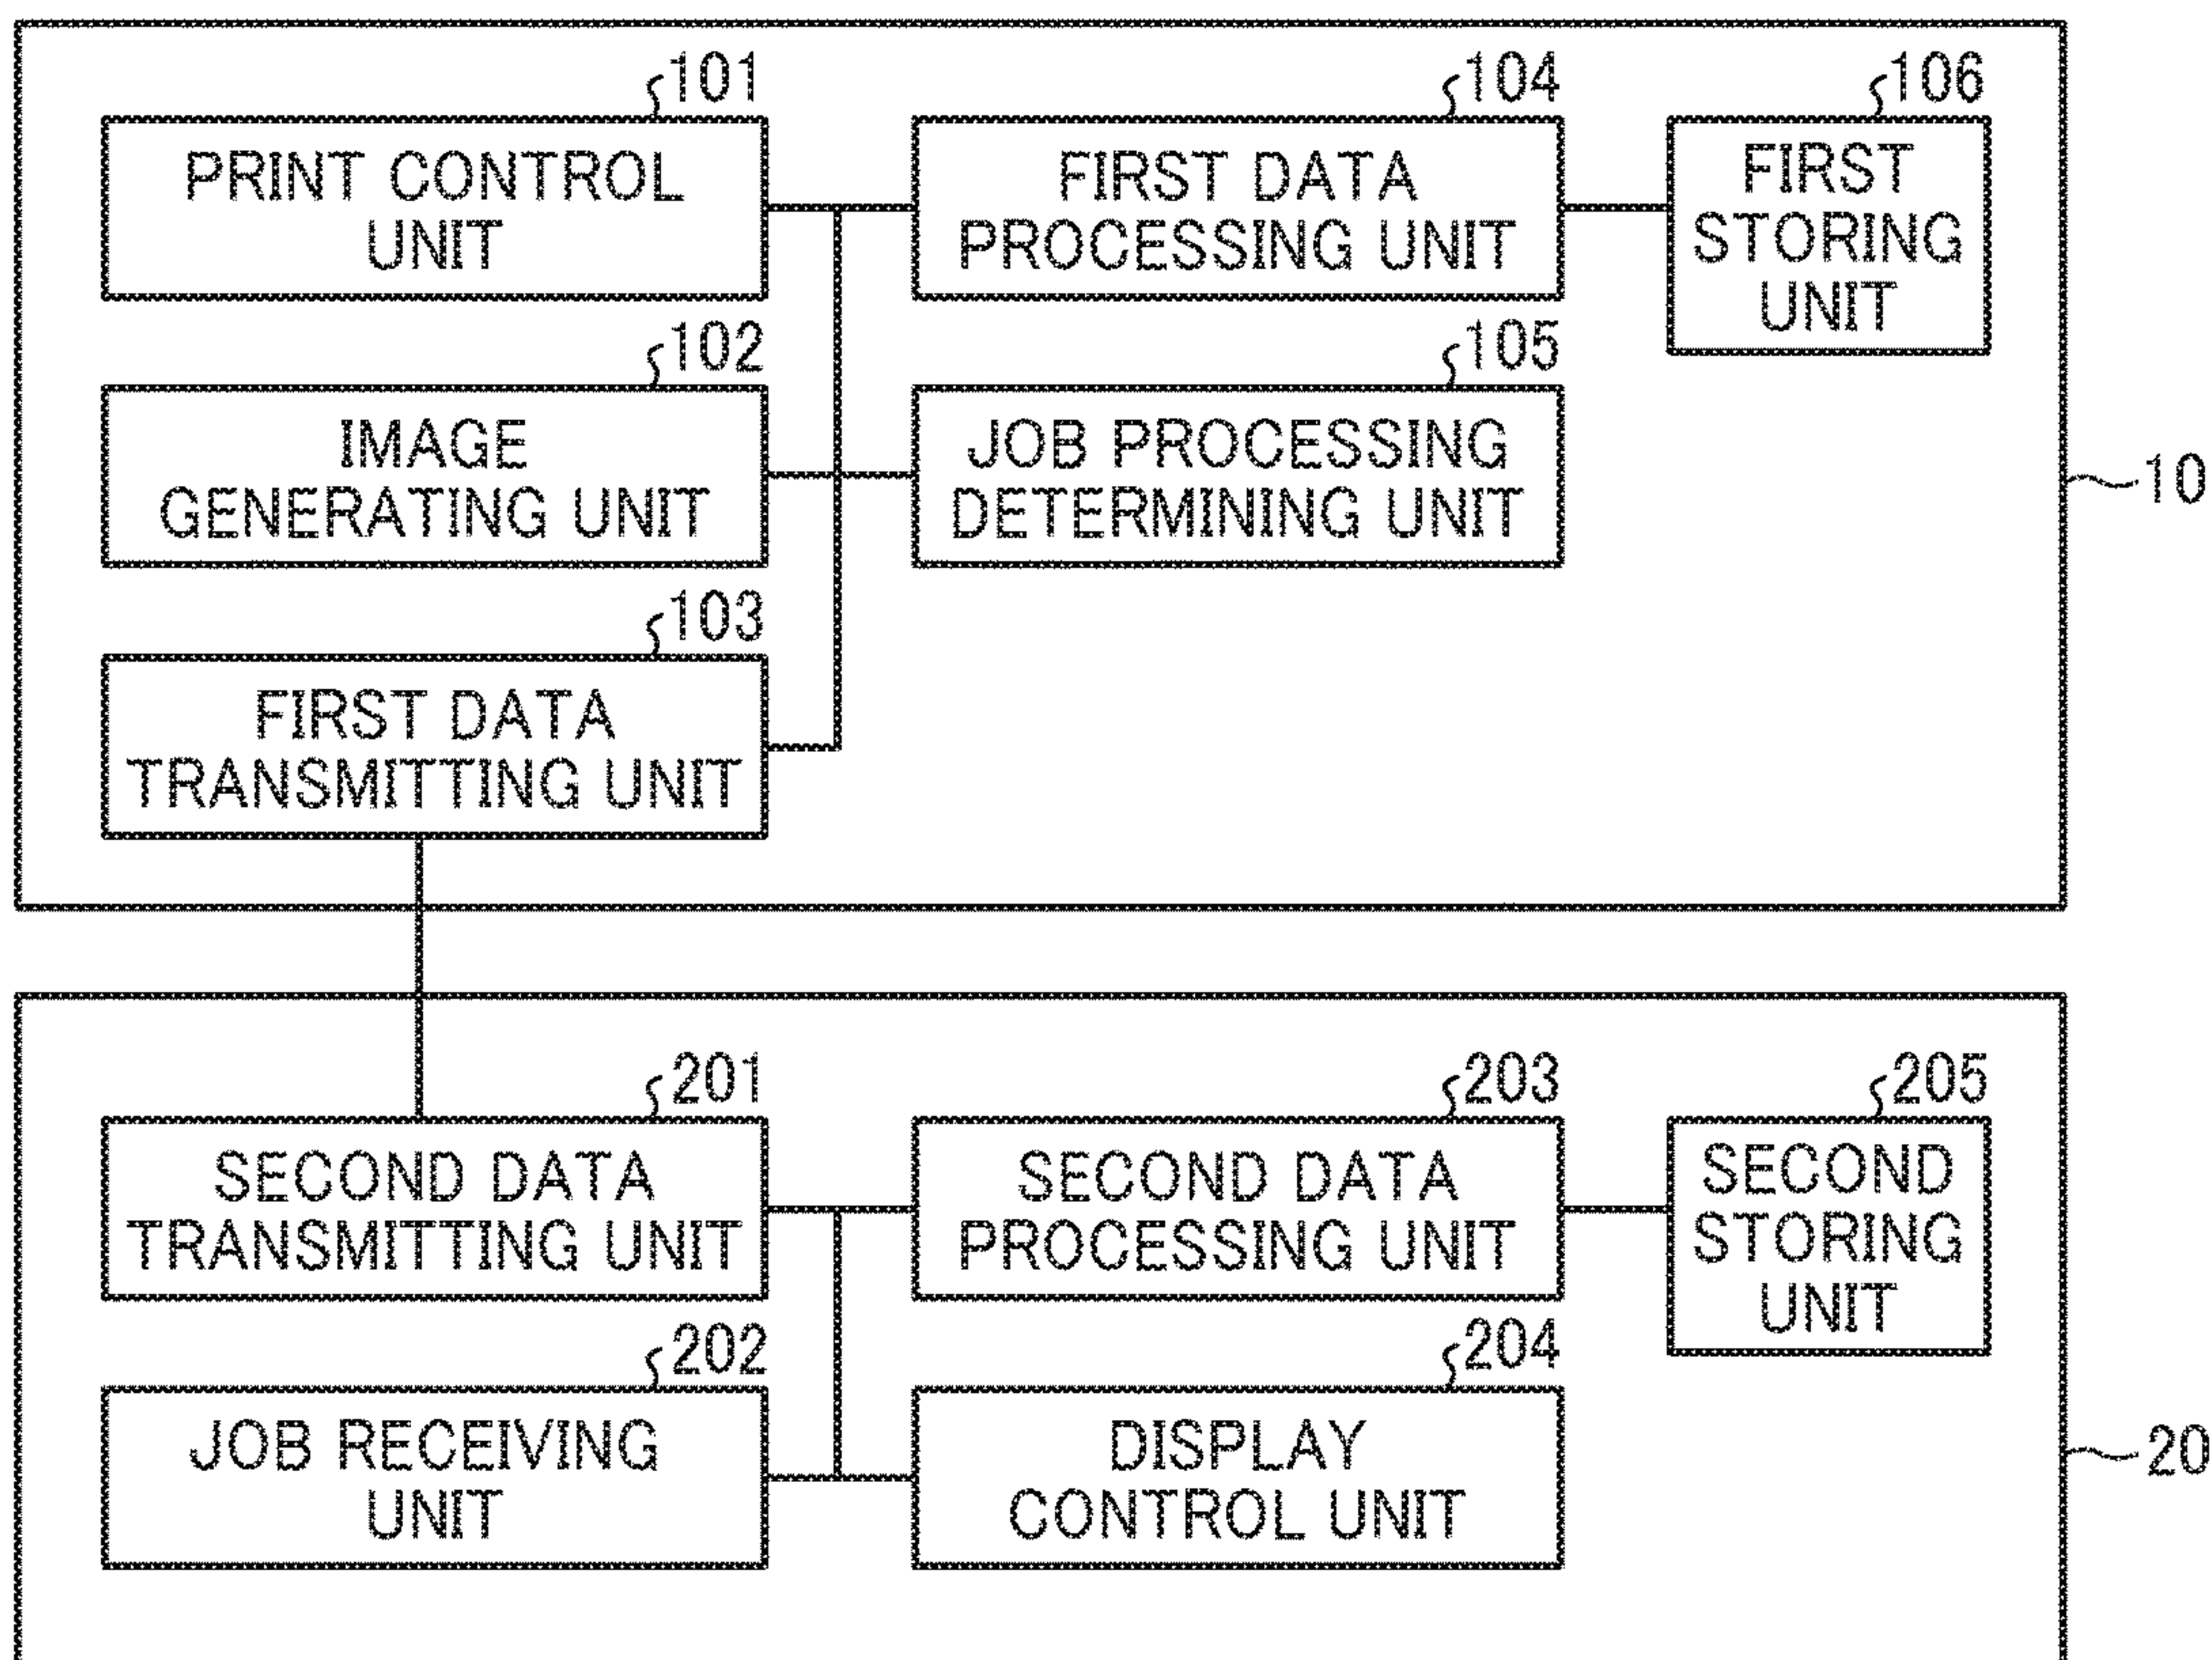 101
PRINT CONTROL
UNIT
104
FIRST DATA
PROCESSING UNIT
106
FIRST
STORING
UNIT
102
IMAGE
GENERATING UNIT
105
JOB PROCESSING
DETERMINING UNIT
10
103
FIRST DATA
TRANSMITTING UNIT
201
SECOND DATA
TRANSMITTING UNIT
203
SECOND DATA
PROCESSING UNIT
205
SECOND
STORING
UNIT
202
JOB RECEIVING
UNIT
204
DISPLAY
CONTROL UNIT
20